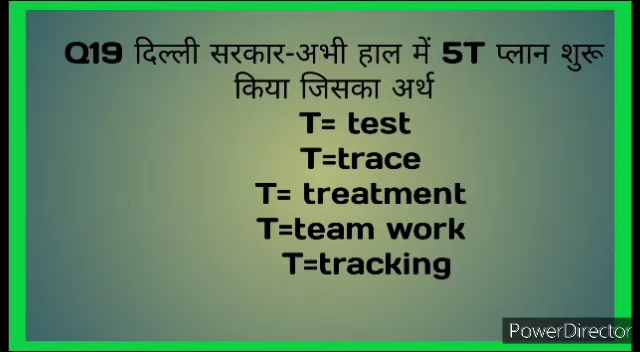 Q19 दिल्ली सरकार-अभी हाल में 5T प्लान शुरू
किया जिसका अर्थ
T= test
T=trace
T= treatment
T=team work
T=tracking
PowerDirector